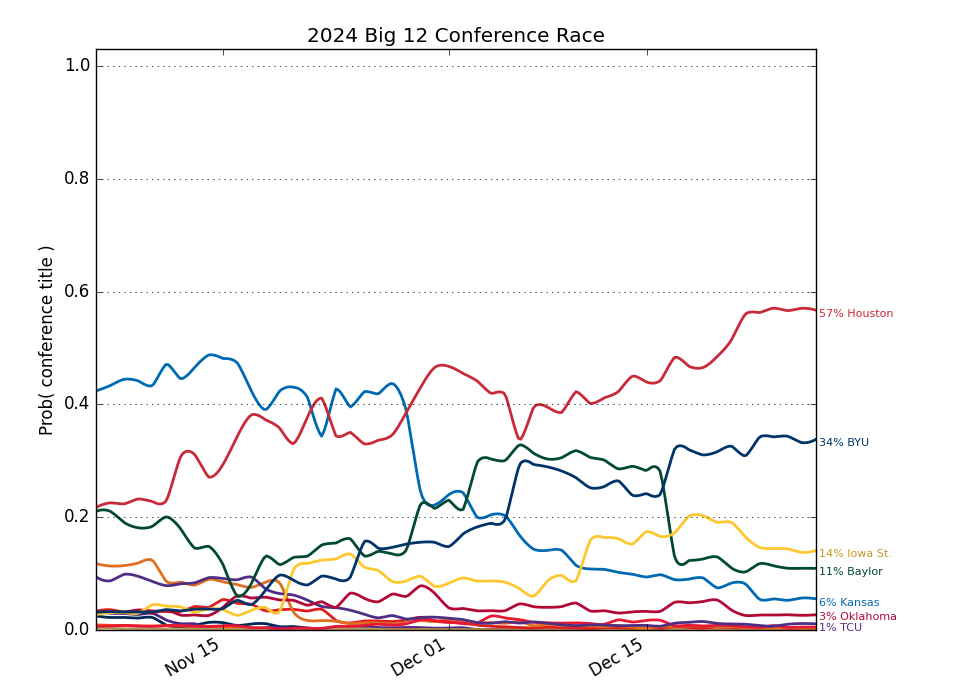 2024 Big 12 Conference Race
Prob( conference title )
1.0
0.8
0.6
0.4
0.2
0.0
Nov 15
Dec 01
Dec 15
57% Houston
34% BYU
14% Iowa St.
11% Baylor
6% Kansas
3% Oklahoma
1% TCU